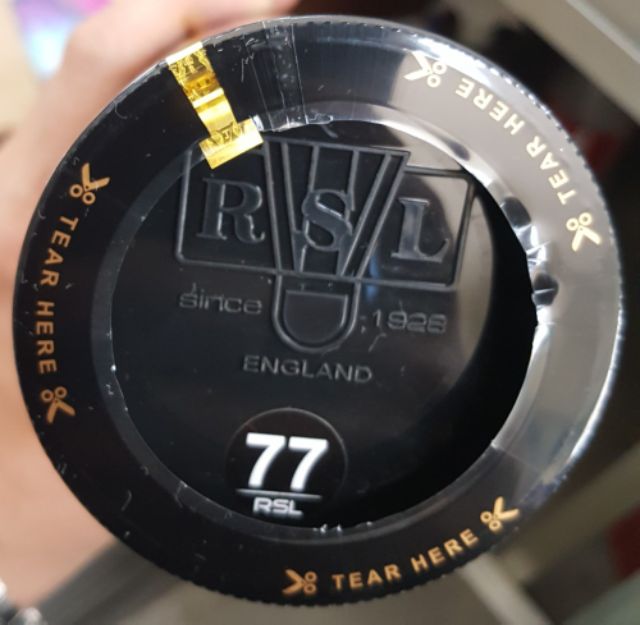 RSL
since 1928
ENGLAND
77
RSL
TEAR HERE
TEAR HERE
TEAR HERE